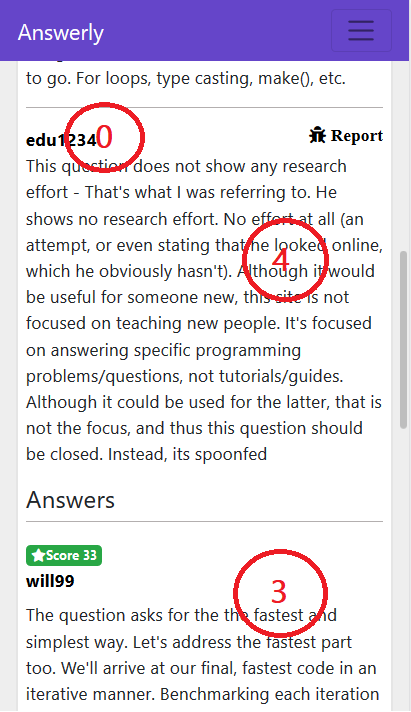 Answerly
to go. For loops, type casting, make(), etc.
edu1234 0 Report
This question does not show any research
effort - That's what I was referring to. He
shows no research effort. No effort at all (an
attempt, or even stating that he looked online,
which he obviously hasn't). Although it would
4
be useful for someone new, this site is not
focused on teaching new people. It's focused
on answering specific programming
problems/questions, not tutorials/guides.
Although it could be used for the latter, that is
not the focus, and thus this question should
be closed. Instead, its spoonfed
Answers
Score 33
will99
3
The question asks for the the fastest and
simplest way. Let's address the fastest part
too. We'll arrive at our final, fastest code in an
iterative manner. Benchmarking each iteration